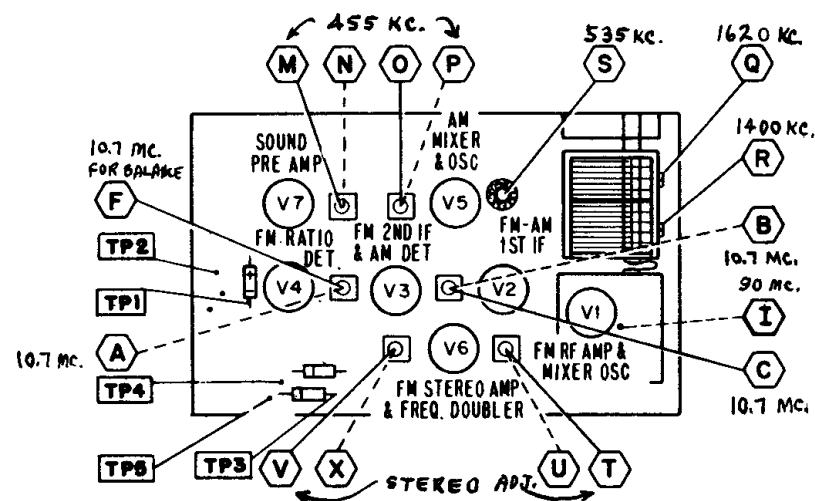 455 KC.
535 KC.
1620 KC.
M
N
O
P
S
Q
1400 KC.
10.7 MC.
FOR BALANCE
F
SOUND
PRE AMP
AM
MIXER
& OSC
R
V7
V5
TP2
FM RATIO
DET.
FM 2ND IF
& AM DET
FM-AM
1ST IF
B
10.7 MC.
TP1
V4
V3
V2
V1
90 MC.
I
A
10.7 MC.
V6
FM RF AMP &
MIXER OSC
C
10.7 MC.
TP4
FM STEREO AMP
& FREQ. DOUBLER
TP5
TP3
V
X
STEREO ADJ.
U
T